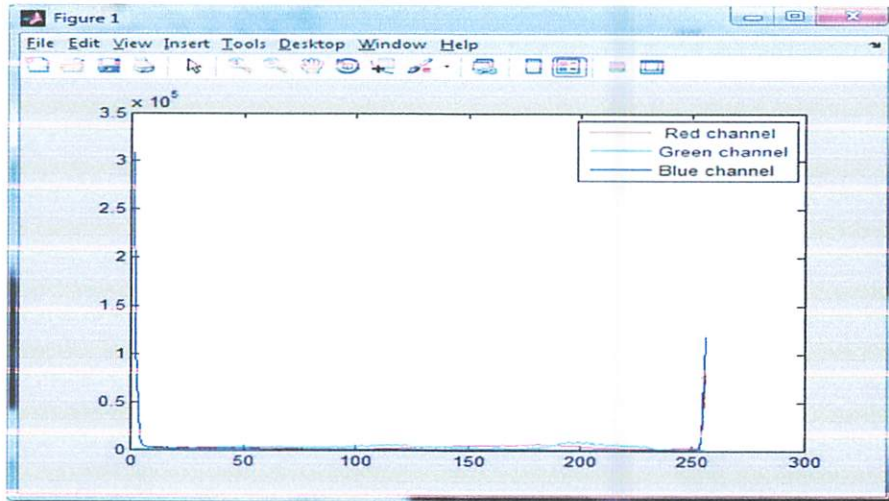 Figure 1
File Edit View Insert Tools Desktop Window Help
× 10⁵
3.5
3
2.5
2
1.5
1
0.5
0
0 50 100 150 200 250 300
Red channel
Green channel
Blue channel